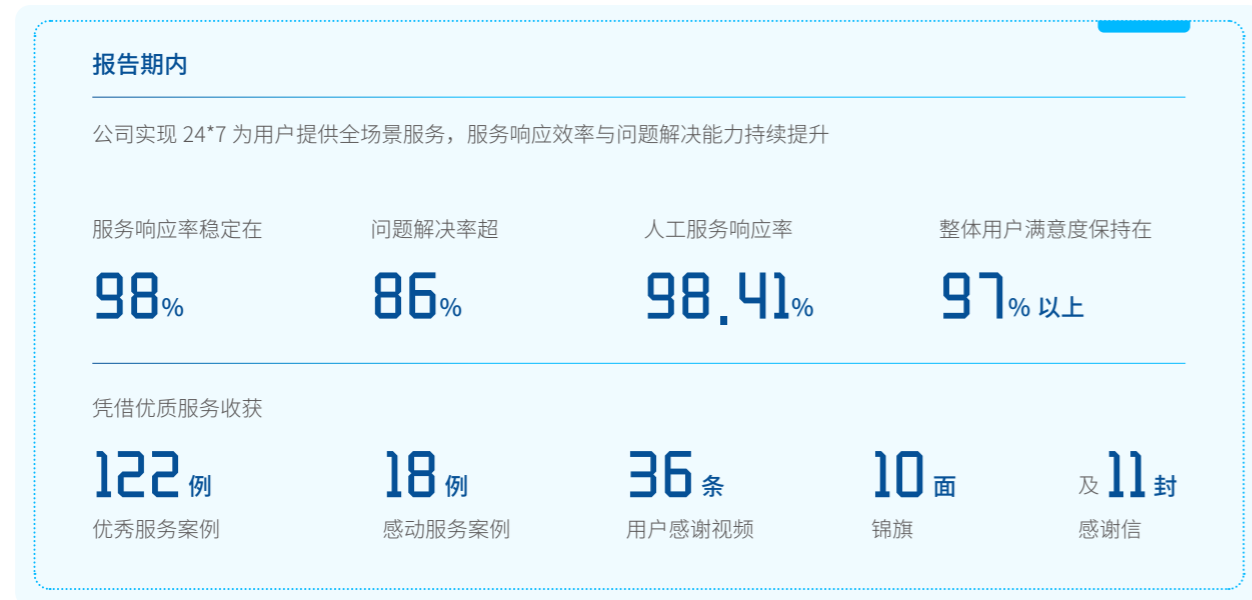 报告期内
公司实现 24*7 为用户提供全场景服务，服务响应效率与问题解决能力持续提升
服务响应率稳定在 问题解决率超 人工服务响应率 整体用户满意度保持在
98% 86% 98.41% 97% 以上
凭借优质服务收获
122 例 18 例 36 条 10 面 及 11 封
优秀服务案例 感动服务案例 用户感谢视频 锦旗 感谢信